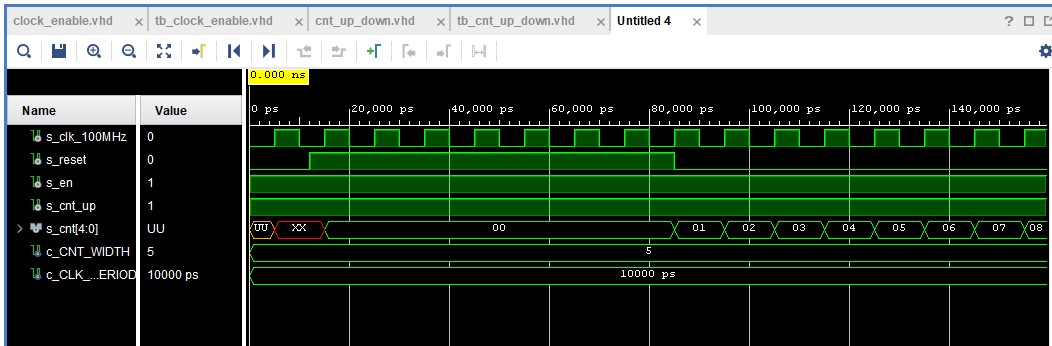 clock_enable.vhd × tb_clock_enable.vhd × cnt_up_down.vhd × tb_cnt_up_down.vhd × Untitled 4 ×
0.000 ns
Name Value
0 ps 20,000 ps 40,000 ps 60,000 ps 80,000 ps 100,000 ps 120,000 ps 140,000 ps
s_clk_100MHz 0
s_reset 0
s_en 1
s_cnt_up 1
s_cnt[4:0] UU UU XX 00 01 02 03 04 05 06 07 08
c_CNT_WIDTH 5 5
c_CLK_...ERIOD 10000 ps 10000 ps